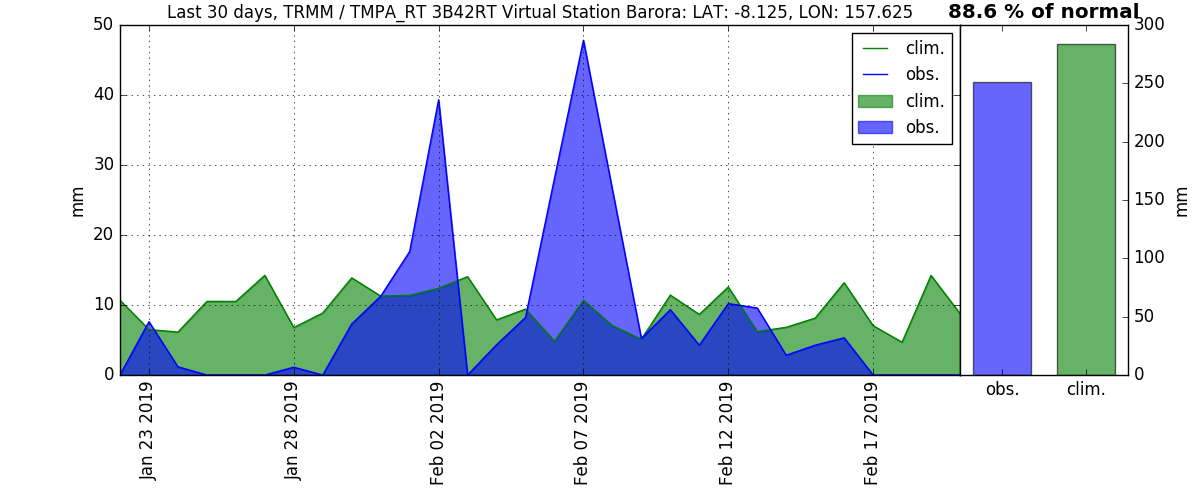 Last 30 days, TRMM / TMPA_RT 3B42RT Virtual Station Barora: LAT: -8.125, LON: 157.625
88.6 % of normal
50
40
30
20
10
0
mm
clim.
obs.
clim.
obs.
300
250
200
150
100
50
0
mm
Jan 23 2019
Jan 28 2019
Feb 02 2019
Feb 07 2019
Feb 12 2019
Feb 17 2019
obs.
clim.